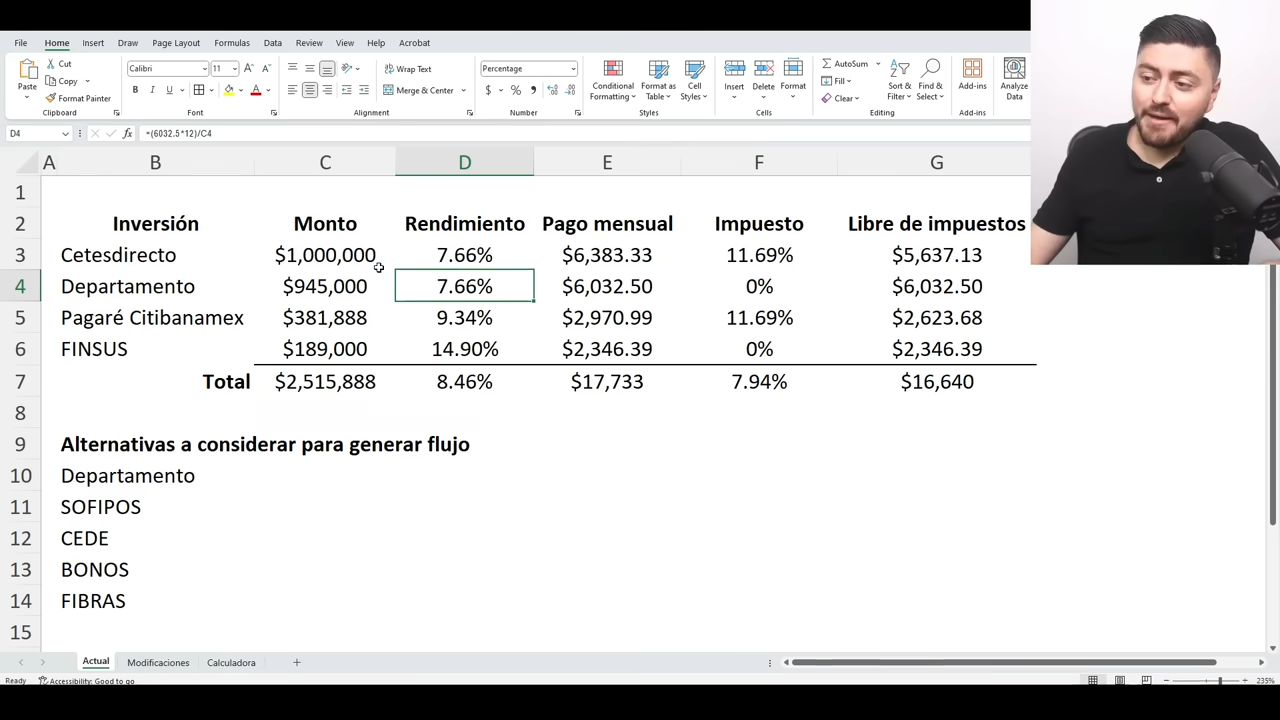 File Home Insert Draw Page Layout Formulas Data Review View Help Acrobat
Paste Cut Copy Format Painter Clipboard
Calibri 11 A A B I U A Font
Wrap Text Merge & Center Alignment
Percentage $ % Number
Conditional Formatting Format as Table Cell Styles Styles
Insert Delete Format Cells
AutoSum Fill Clear Sort & Filter Find & Select Editing
Add-ins Add-ins
Analyze Data
D4 fx =(6032.5*12)/C4
A B C D E F G
1
2 Inversión Monto Rendimiento Pago mensual Impuesto Libre de impuestos
3 Cetesdirecto $1,000,000 7.66% $6,383.33 11.69% $5,637.13
4 Departamento $945,000 7.66% $6,032.50 0% $6,032.50
5 Pagaré Citibanamex $381,888 9.34% $2,970.99 11.69% $2,623.68
6 FINSUS $189,000 14.90% $2,346.39 0% $2,346.39
7 Total $2,515,888 8.46% $17,733 7.94% $16,640
8
9 Alternativas a considerar para generar flujo
10 Departamento
11 SOFIPOS
12 CEDE
13 BONOS
14 FIBRAS
15
Actual Modificaciones Calculadora
Ready Accessibility: Good to go 235%